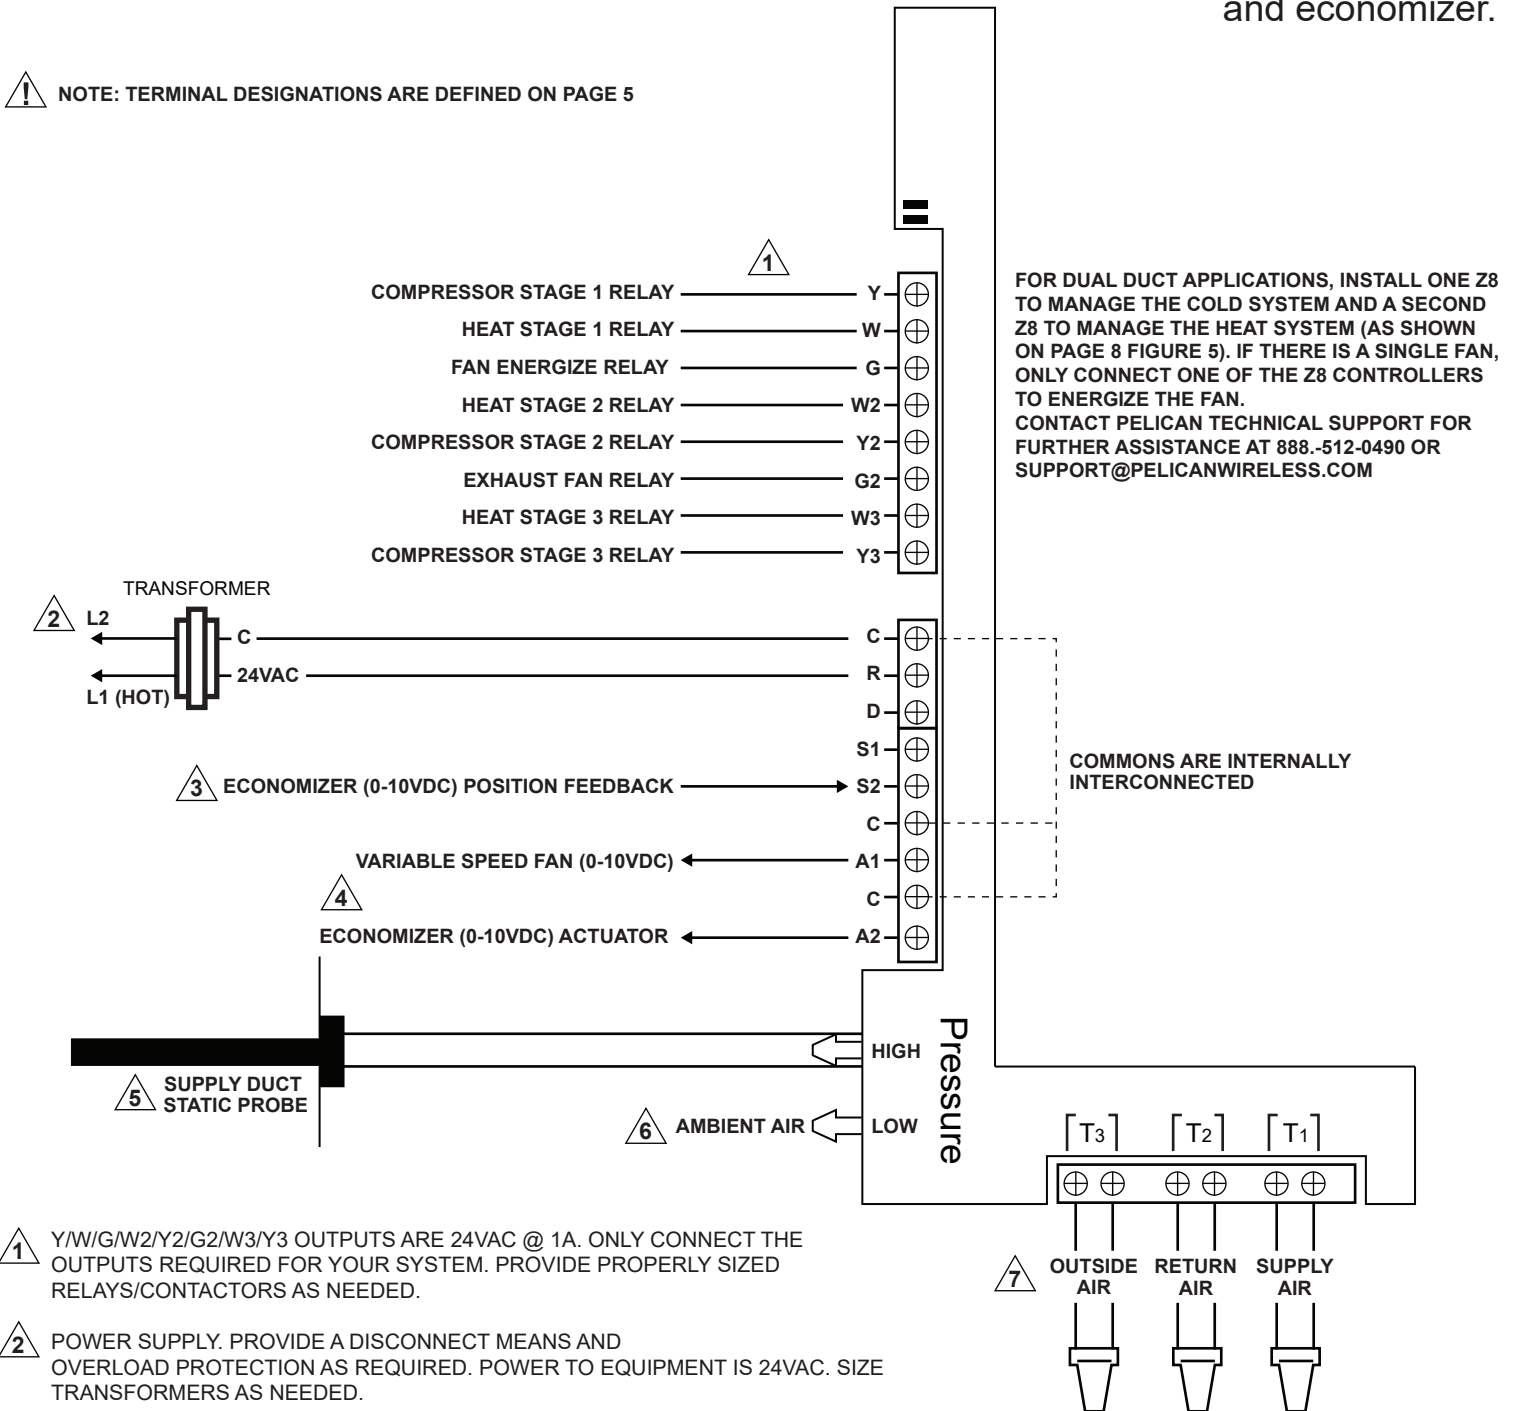 and economizer.
! NOTE: TERMINAL DESIGNATIONS ARE DEFINED ON PAGE 5
1
COMPRESSOR STAGE 1 RELAY Y
HEAT STAGE 1 RELAY W
FAN ENERGIZE RELAY G
HEAT STAGE 2 RELAY W2
COMPRESSOR STAGE 2 RELAY Y2
EXHAUST FAN RELAY G2
HEAT STAGE 3 RELAY W3
COMPRESSOR STAGE 3 RELAY Y3
FOR DUAL DUCT APPLICATIONS, INSTALL ONE Z8
TO MANAGE THE COLD SYSTEM AND A SECOND
Z8 TO MANAGE THE HEAT SYSTEM (AS SHOWN
ON PAGE 8 FIGURE 5). IF THERE IS A SINGLE FAN,
ONLY CONNECT ONE OF THE Z8 CONTROLLERS
TO ENERGIZE THE FAN.
CONTACT PELICAN TECHNICAL SUPPORT FOR
FURTHER ASSISTANCE AT 888.-512-0490 OR
SUPPORT@PELICANWIRELESS.COM
TRANSFORMER
2 L2
C C
24VAC R
L1 (HOT)
D
S1
3 ECONOMIZER (0-10VDC) POSITION FEEDBACK S2
C
VARIABLE SPEED FAN (0-10VDC) A1
4
C
ECONOMIZER (0-10VDC) ACTUATOR A2
COMMONS ARE INTERNALLY
INTERCONNECTED
HIGH
Pressure
5 SUPPLY DUCT
STATIC PROBE
6 AMBIENT AIR LOW
T3 T2 T1
7 OUTSIDE AIR
RETURN AIR
SUPPLY AIR
1 Y/W/G/W2/Y2/G2/W3/Y3 OUTPUTS ARE 24VAC @ 1A. ONLY CONNECT THE
OUTPUTS REQUIRED FOR YOUR SYSTEM. PROVIDE PROPERLY SIZED
RELAYS/CONTACTORS AS NEEDED.
2 POWER SUPPLY. PROVIDE A DISCONNECT MEANS AND
OVERLOAD PROTECTION AS REQUIRED. POWER TO EQUIPMENT IS 24VAC. SIZE
TRANSFORMERS AS NEEDED.